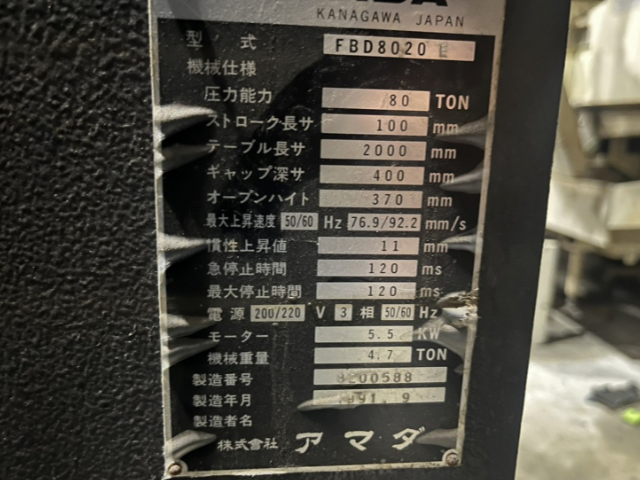 KANAGAWA JAPAN
型式 FBD8020 E
機械仕様
圧力能力 80 TON
ストローク長サ 100 mm
テーブル長サ 2000 mm
ギャップ深サ 400 mm
オープンハイト 370 mm
最大上昇速度 50/60 Hz 76.9/92.2 mm/s
慣性上昇値 11 mm
急停止時間 120 ms
最大停止時間 120 ms
電源 200/220 V 3 相 50/60 Hz
モーター 5.5 KW
機械重量 4.7 TON
製造番号
製造年月 1991. 9
製造者名
株式会社 アマダ